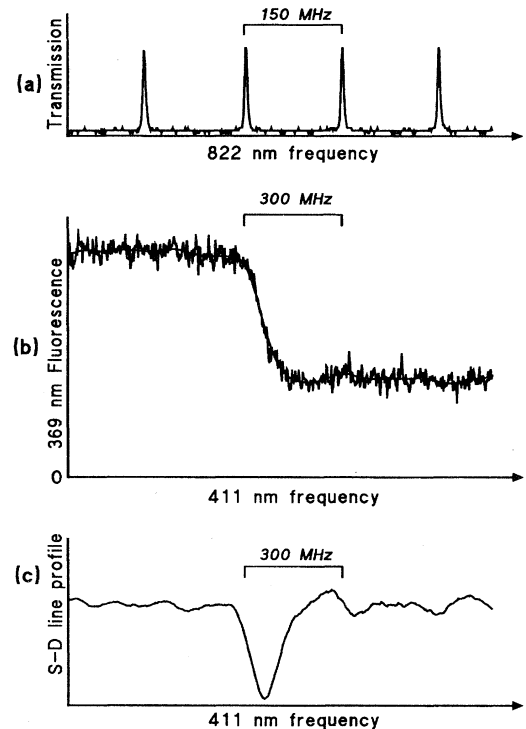 150 MHz
(a)
Transmission
822 nm frequency
300 MHz
(b)
369 nm Fluorescence
0
411 nm frequency
300 MHz
(c)
S-D line profile
411 nm frequency